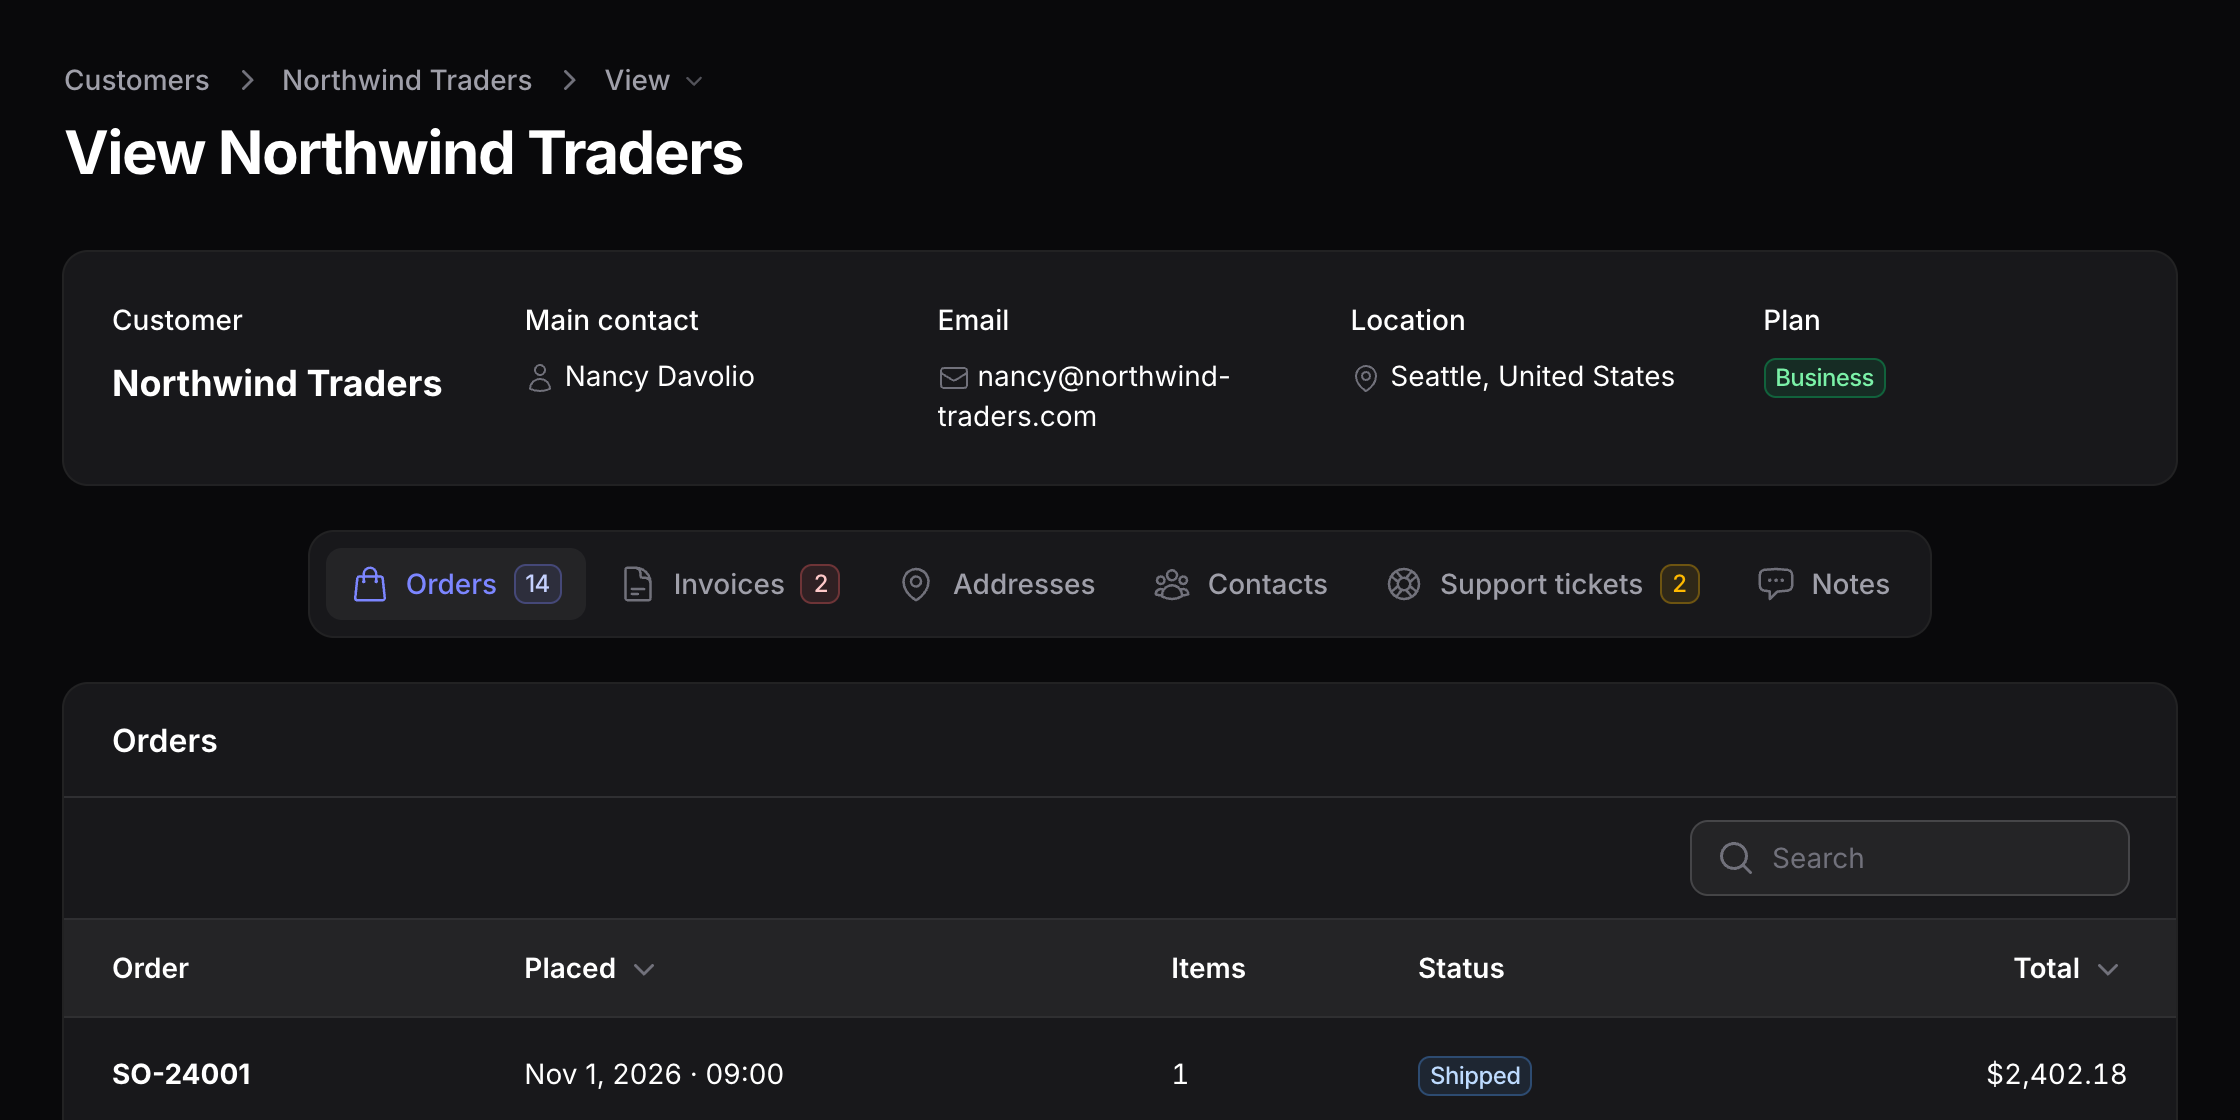 Customers > Northwind Traders > View
View Northwind Traders
Customer Main contact Email Location Plan
Northwind Traders Nancy Davolio nancy@northwind-traders.com Seattle, United States Business
Orders 14 Invoices 2 Addresses Contacts Support tickets 2 Notes
Orders
Search
Order Placed Items Status Total
SO-24001 Nov 1, 2026 · 09:00 1 Shipped $2,402.18